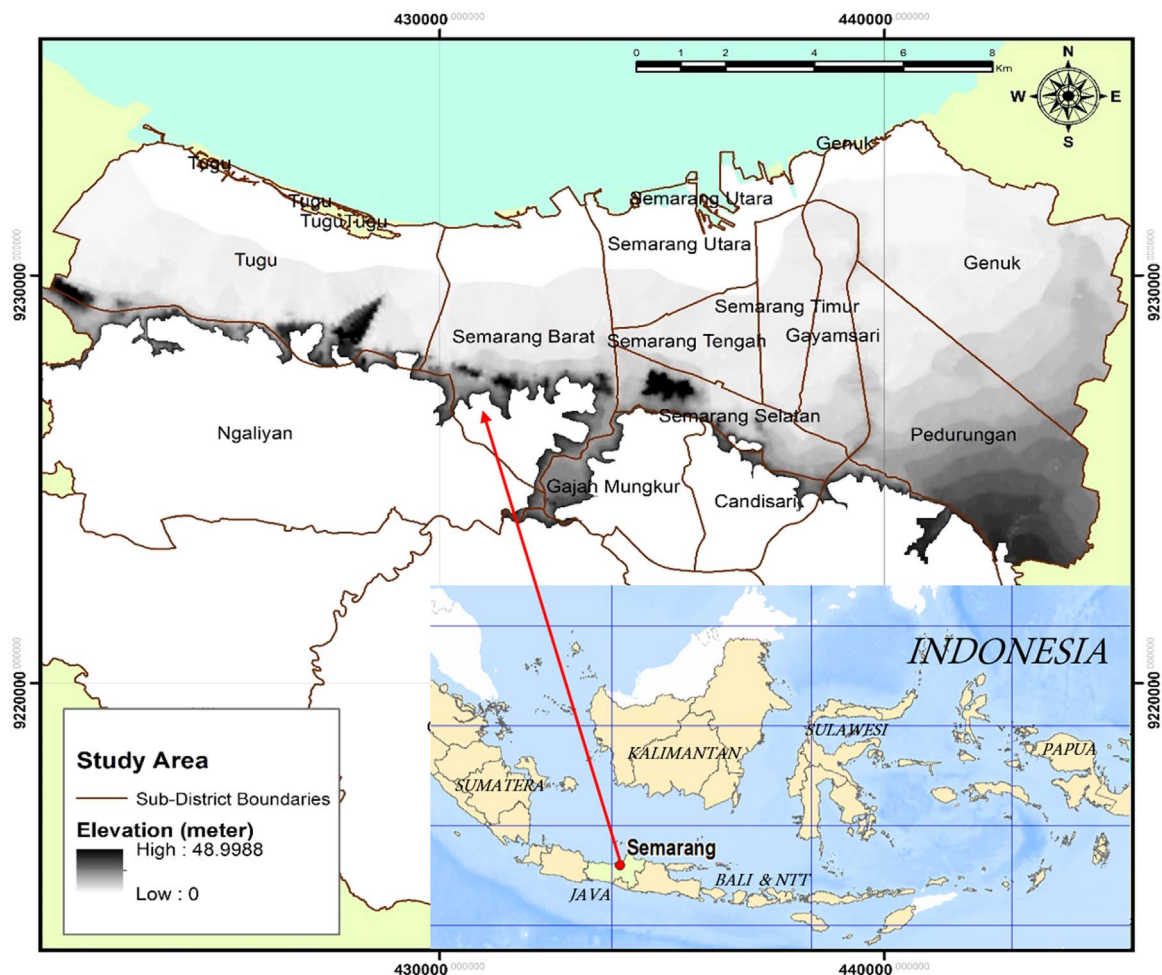 430000.000000
440000.000000
0 1 2 4 6 8
Km
N
W E
S
Genuk
Tugu
Tugu
TuguTugu
Semarang Utara
Semarang Utara
Tugu
Genuk
9230000.000000
9230000.000000
Semarang Timur
Semarang Barat
Semarang Tengah
Gayamsari
Semarang Selatan
Ngaliyan
Pedurungan
Gajah Mungkur
Candisari
INDONESIA
9220000.000000
9220000.000000
SULAWESI
KALIMANTAN
PAPUA
SUMATERA
Semarang
BALI & NTT
JAVA
Study Area
Sub-District Boundaries
Elevation (meter)
High : 48.9988
Low : 0
430000.000000
440000.000000